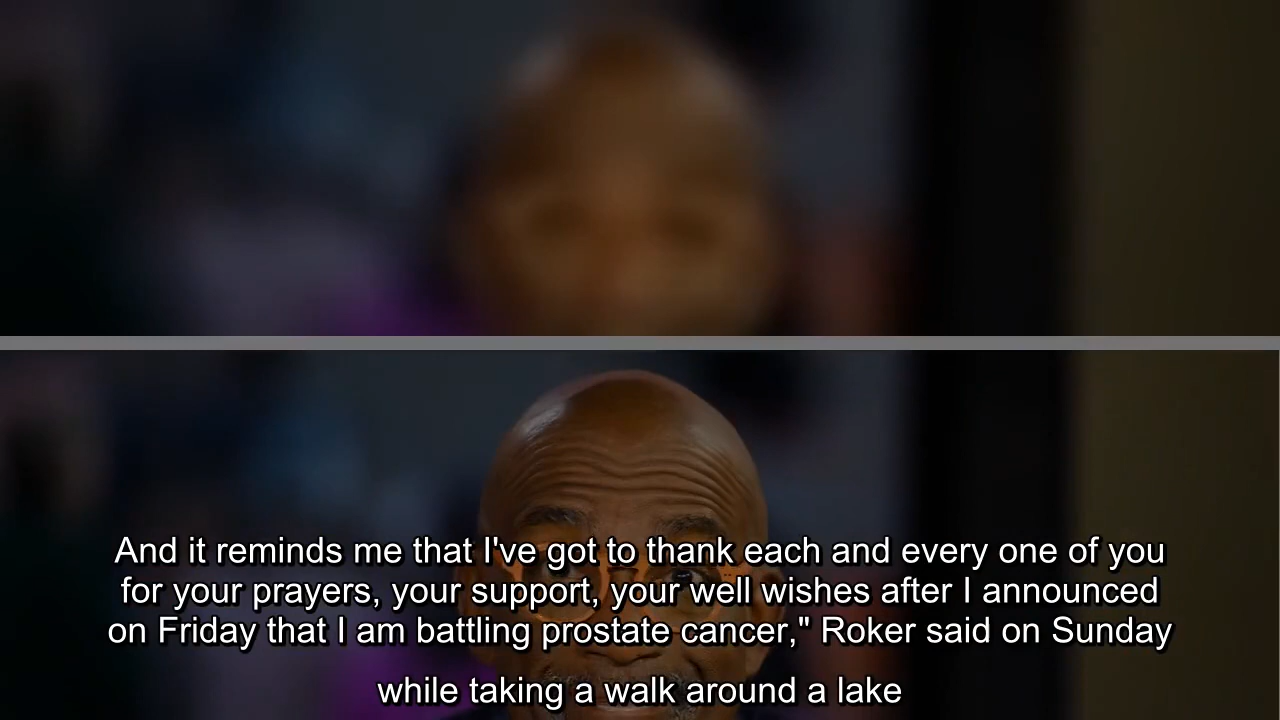 And it reminds me that I've got to thank each and every one of you
for your prayers, your support, your well wishes after I announced
on Friday that I am battling prostate cancer," Roker said on Sunday
while taking a walk around a lake